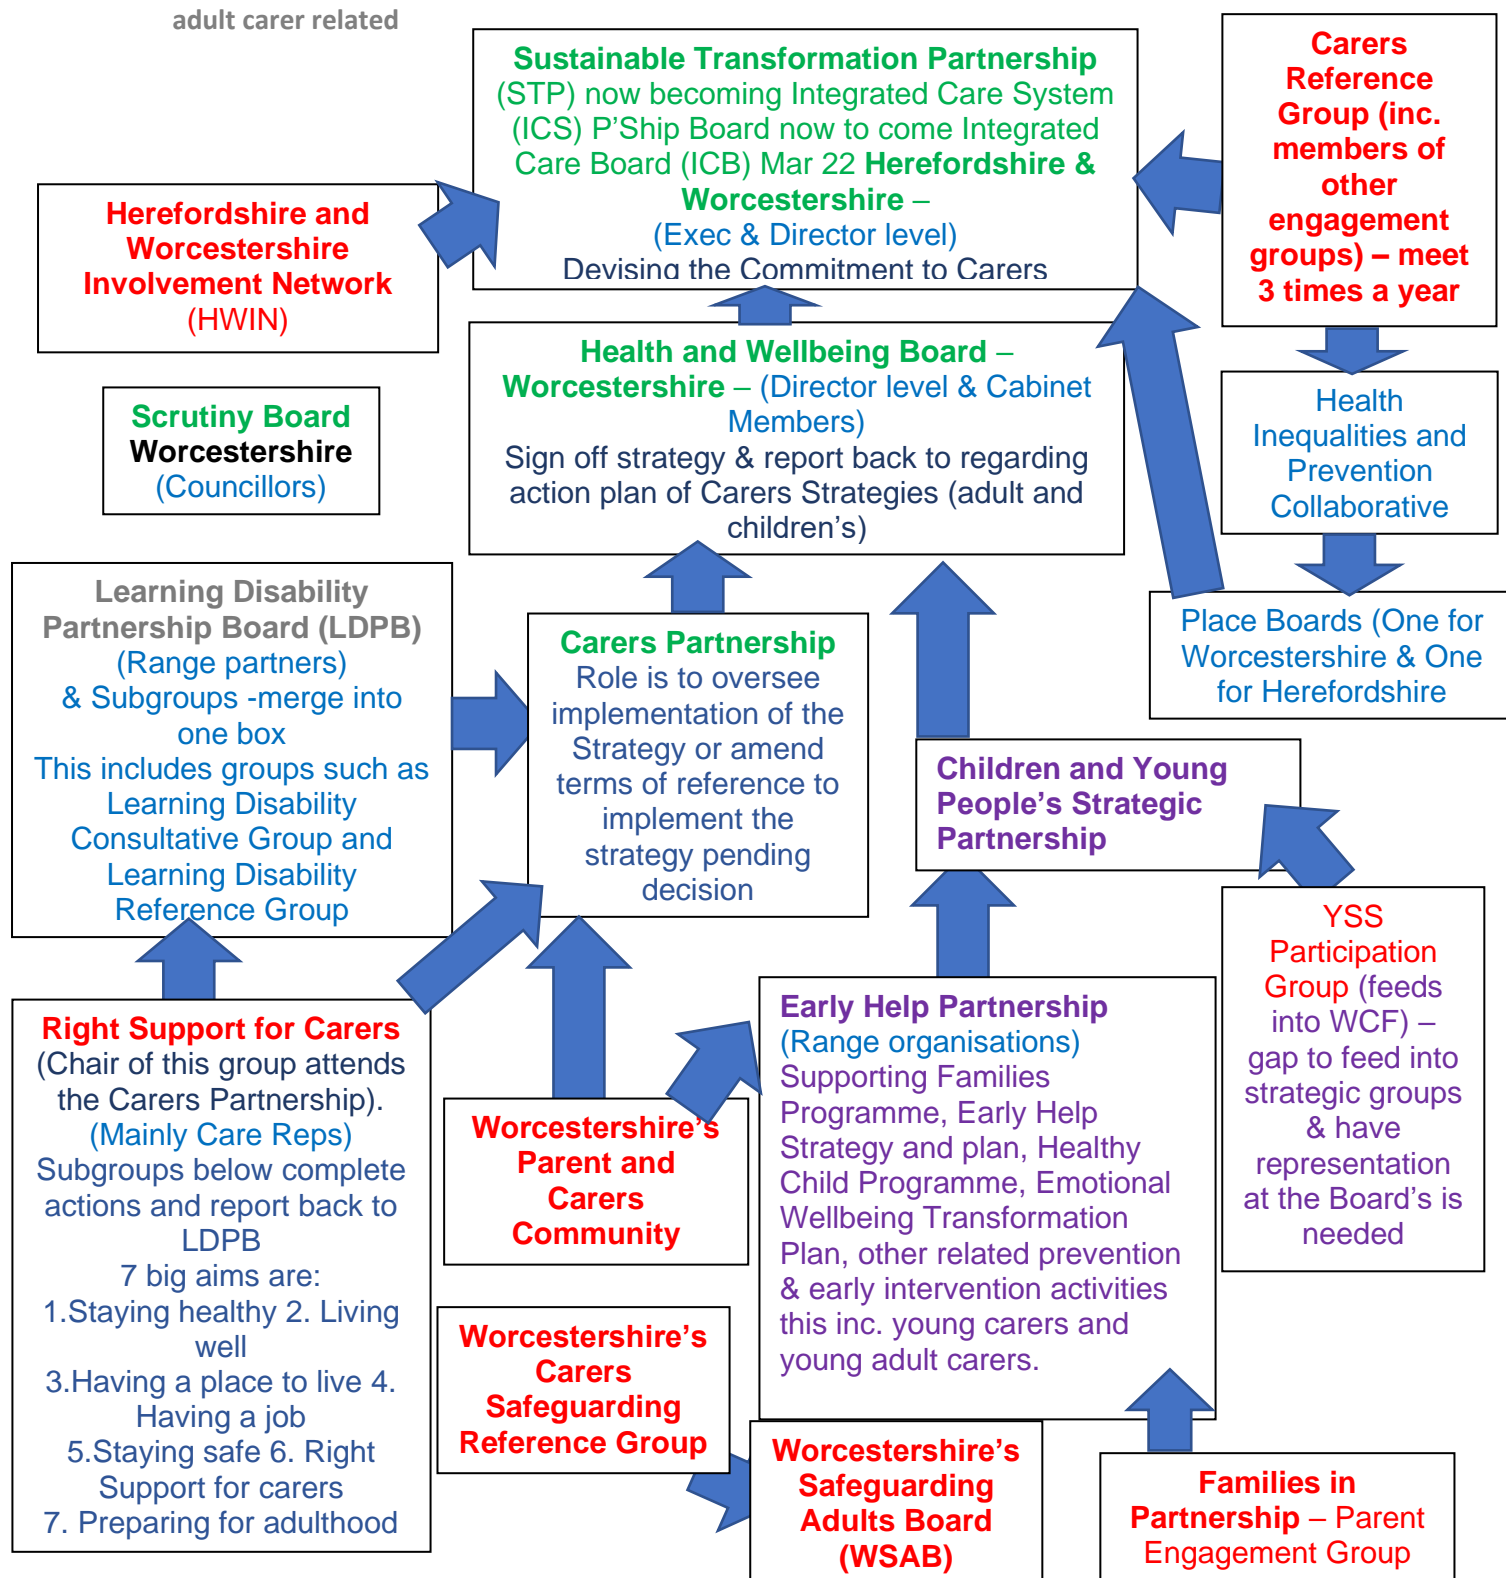 adult carer related
Sustainable Transformation Partnership
(STP) now becoming Integrated Care System
(ICS) P'Ship Board now to come Integrated
Care Board (ICB) Mar 22 Herefordshire &
Worcestershire –
(Exec & Director level)
Devising the Commitment to Carers
Carers
Reference
Group (inc.
members of
other
engagement
groups) – meet
3 times a year
Herefordshire and
Worcestershire
Involvement Network
(HWIN)
Health and Wellbeing Board –
Worcestershire – (Director level & Cabinet
Members)
Sign off strategy & report back to regarding
action plan of Carers Strategies (adult and
children's)
Health
Inequalities and
Prevention
Collaborative
Scrutiny Board
Worcestershire
(Councillors)
Learning Disability
Partnership Board (LDPB)
(Range partners)
& Subgroups -merge into
one box
This includes groups such as
Learning Disability
Consultative Group and
Learning Disability
Reference Group
Carers Partnership
Role is to oversee
implementation of the
Strategy or amend
terms of reference to
implement the
strategy pending
decision
Place Boards (One for
Worcestershire & One
for Herefordshire
Children and Young
People's Strategic
Partnership
YSS
Participation
Group (feeds
into WCF) –
gap to feed into
strategic groups
& have
representation
at the Board's is
needed
Right Support for Carers
(Chair of this group attends
the Carers Partnership).
(Mainly Care Reps)
Subgroups below complete
actions and report back to
LDPB
7 big aims are:
1.Staying healthy 2. Living
well
3.Having a place to live 4.
Having a job
5.Staying safe 6. Right
Support for carers
7. Preparing for adulthood
Worcestershire's
Parent and
Carers
Community
Early Help Partnership
(Range organisations)
Supporting Families
Programme, Early Help
Strategy and plan, Healthy
Child Programme, Emotional
Wellbeing Transformation
Plan, other related prevention
& early intervention activities
this inc. young carers and
young adult carers.
Worcestershire's
Carers
Safeguarding
Reference Group
Worcestershire's
Safeguarding
Adults Board
(WSAB)
Families in
Partnership – Parent
Engagement Group